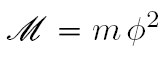 ℳ = m ϕ²